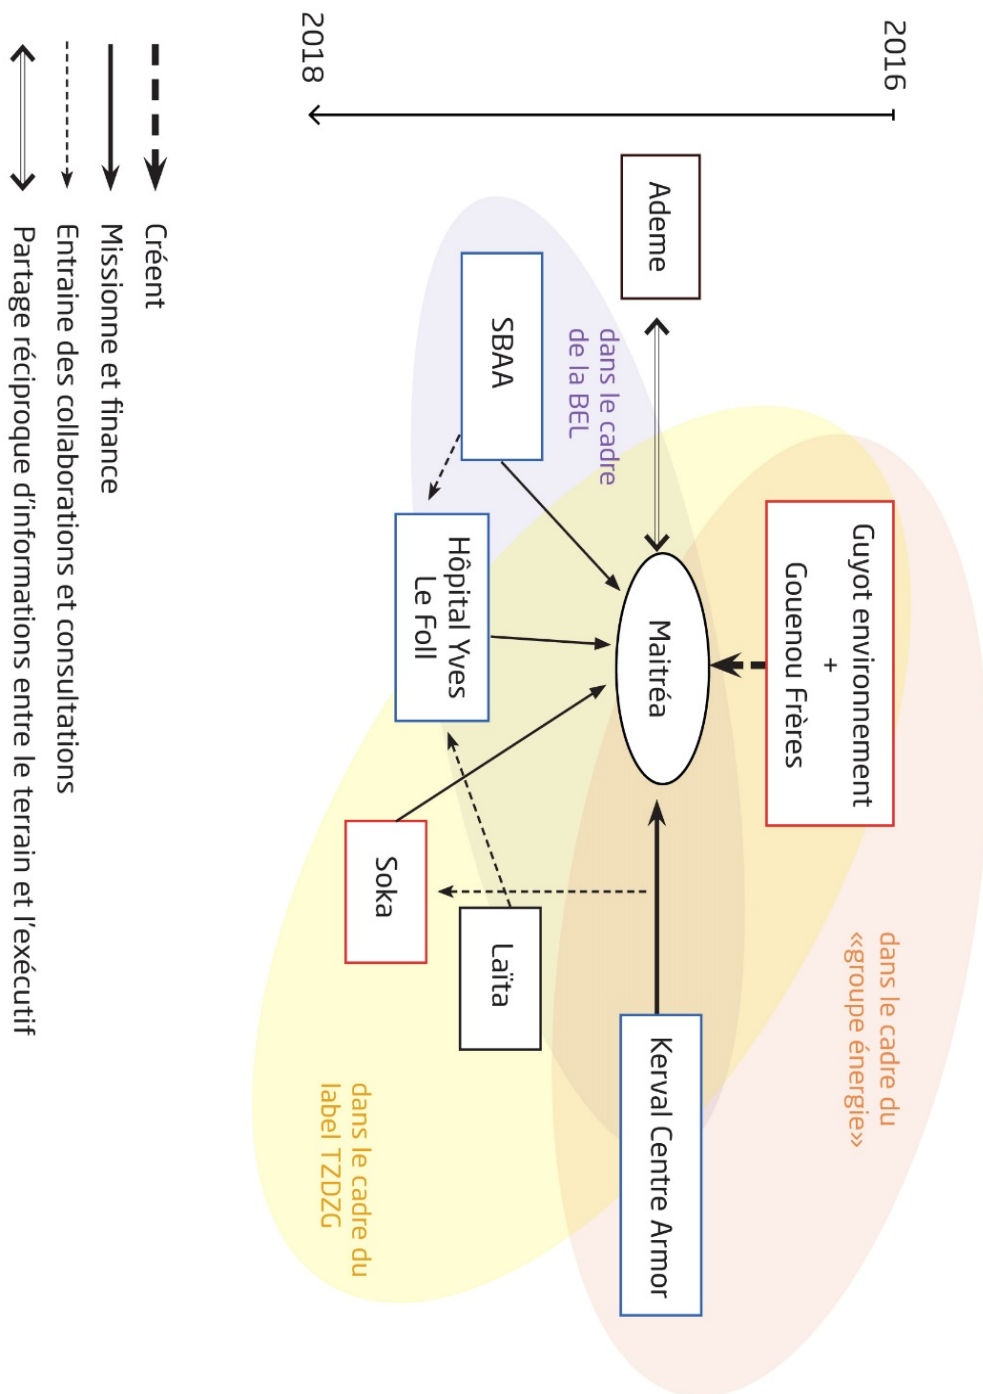 2016
2018
Guyot environnement
+
Gouenou Frères
dans le cadre du
«groupe énergie»
Ademe
Maitréa
Kerval Centre Armor
dans le cadre
de la BEL
SBAA
Laïta
Hôpital Yves
Le Foll
Soka
dans le cadre du
label TZDZG
Créent
Missionne et finance
Entraine des collaborations et consultations
Partage réciproque d'informations entre le terrain et l'exécutif